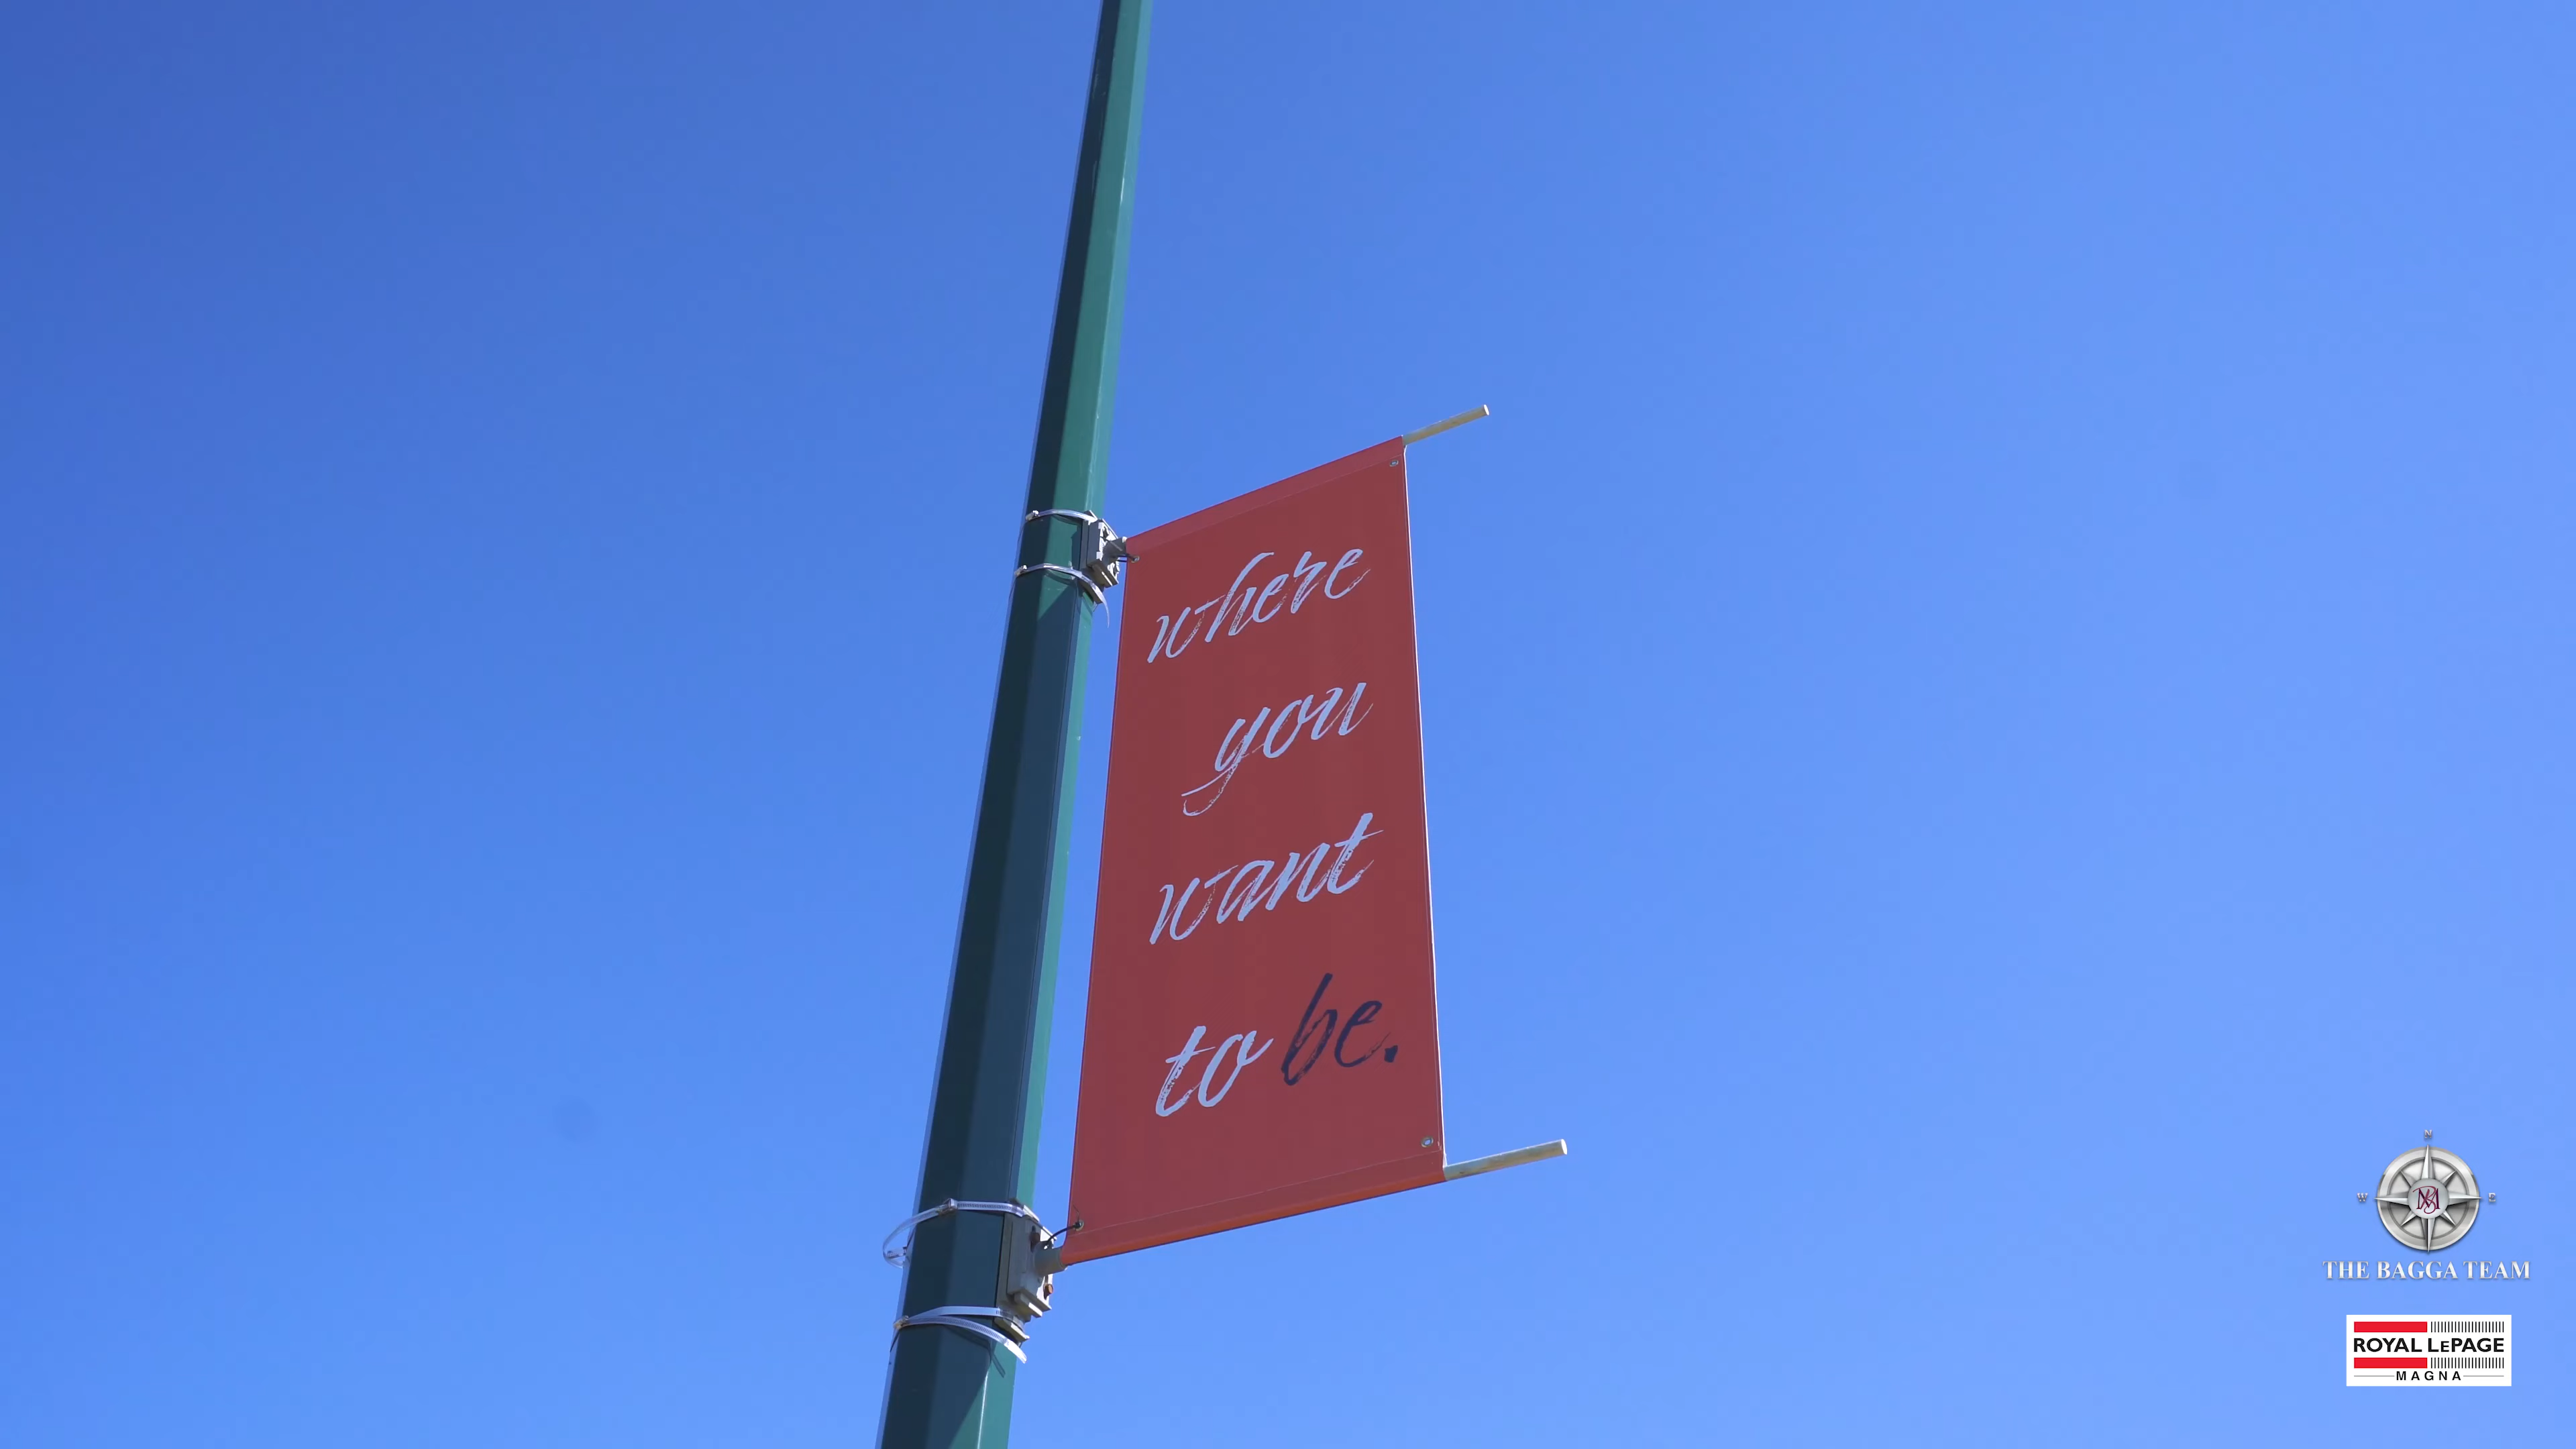 where
you
want
to be.
N
W
E
THE BAGGA TEAM
ROYAL LEPAGE
MAGNA